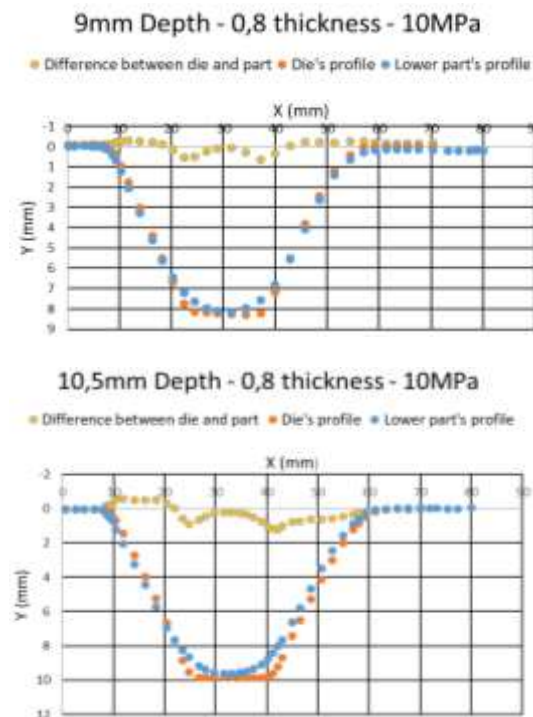 9mm Depth - 0,8 thickness - 10MPa
Difference between die and part Die's profile Lower part's profile
X (mm)
-1
0 10 20 30 40 50 60 70 80 90
0
1
2
3
4
5
6
7
8
9
Y (mm)
10,5mm Depth - 0,8 thickness - 10MPa
Difference between die and part Die's profile Lower part's profile
X (mm)
-2
0 10 20 30 40 50 60 70 80 90
0
2
4
6
8
10
12
Y (mm)